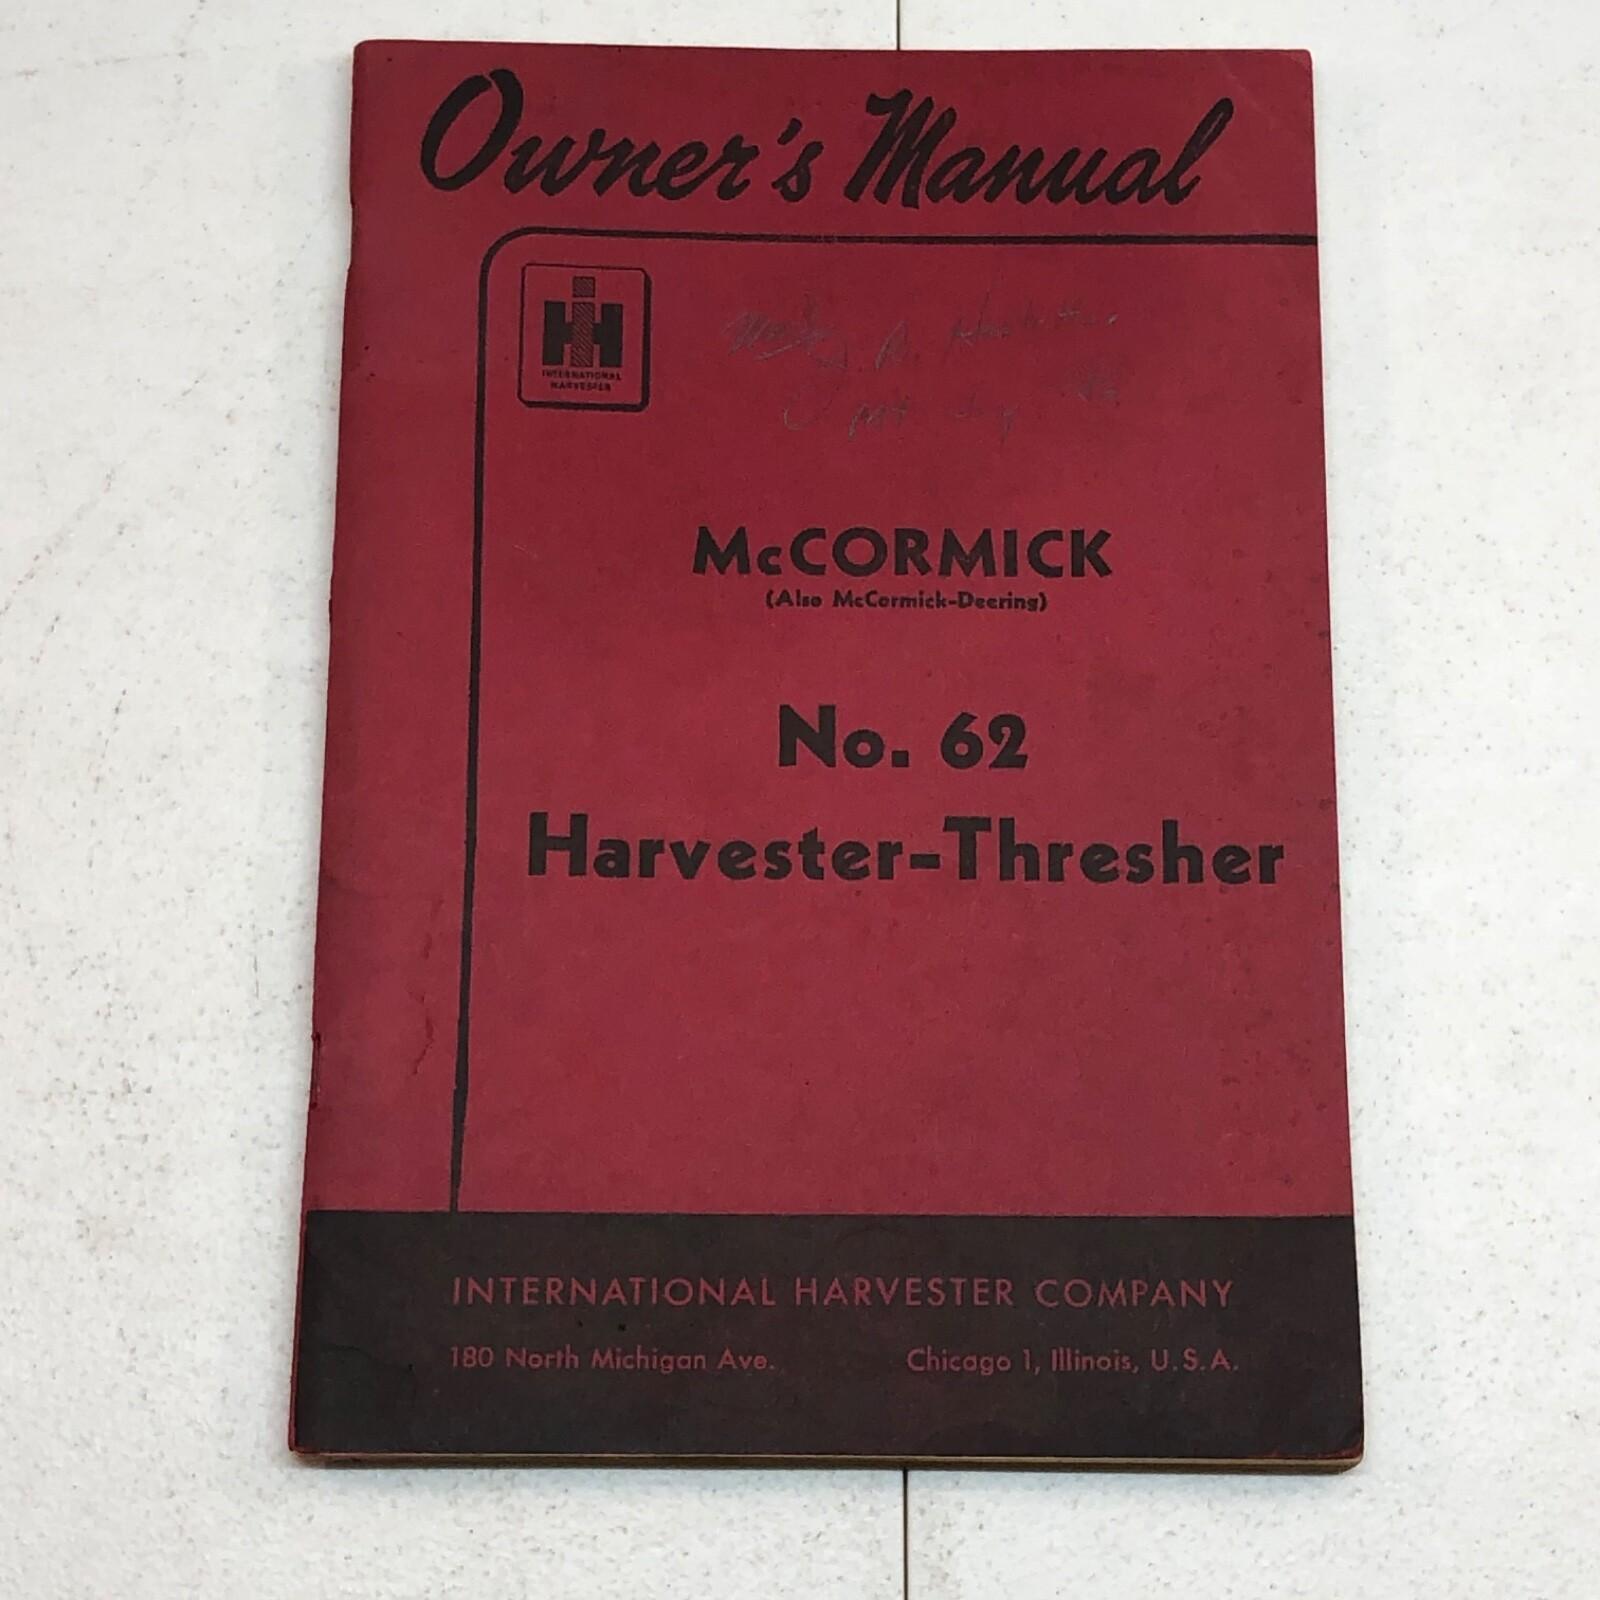 Owner's Manual
IH
INTERNATIONAL
HARVESTER
McCORMICK
(Also McCormick-Deering)
No. 62
Harvester-Thresher
INTERNATIONAL HARVESTER COMPANY
180 North Michigan Ave. Chicago 1, Illinois, U.S.A.